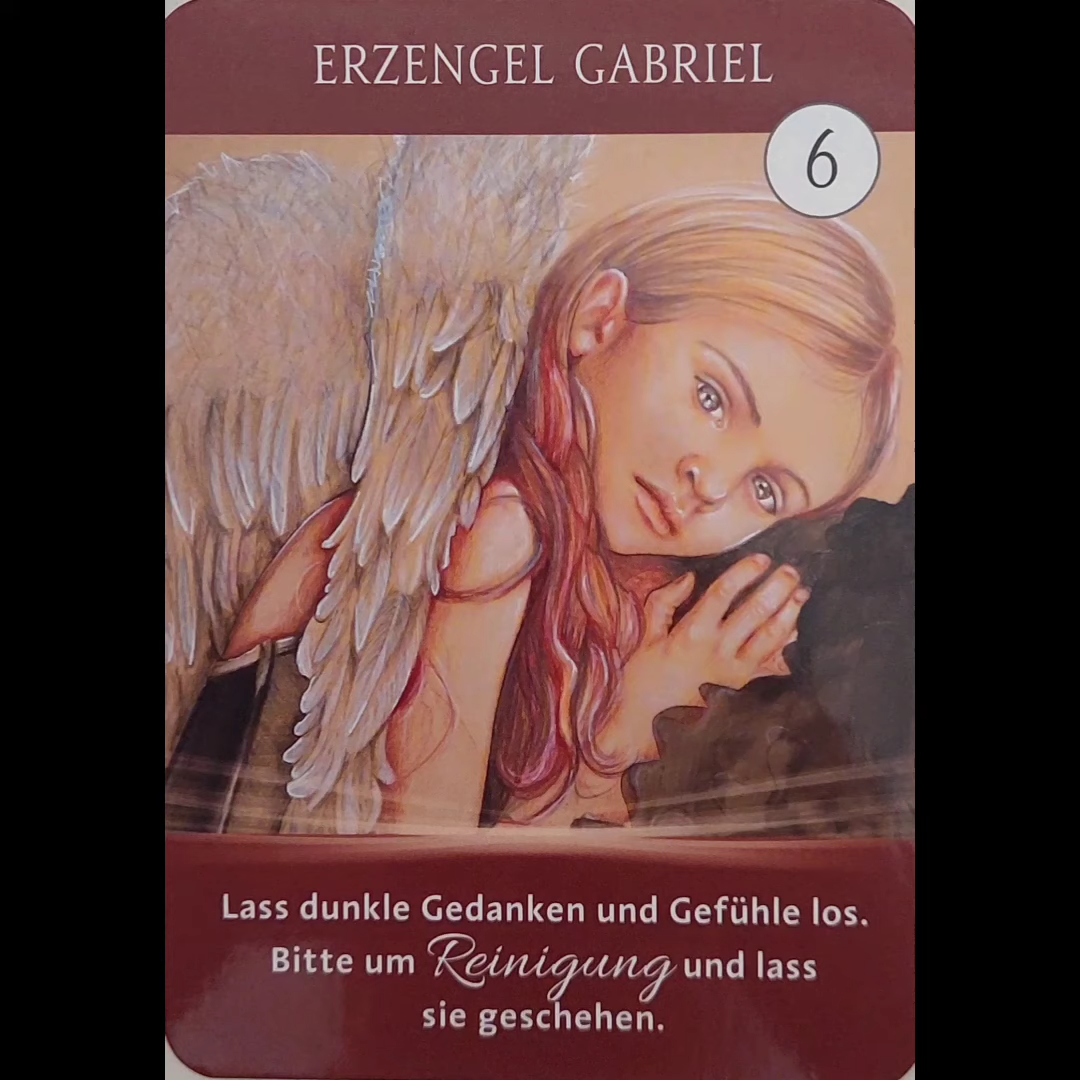 ERZENGEL GABRIEL
6
Lass dunkle Gedanken und Gefühle los.
Bitte um Reinigung und lass
sie geschehen.